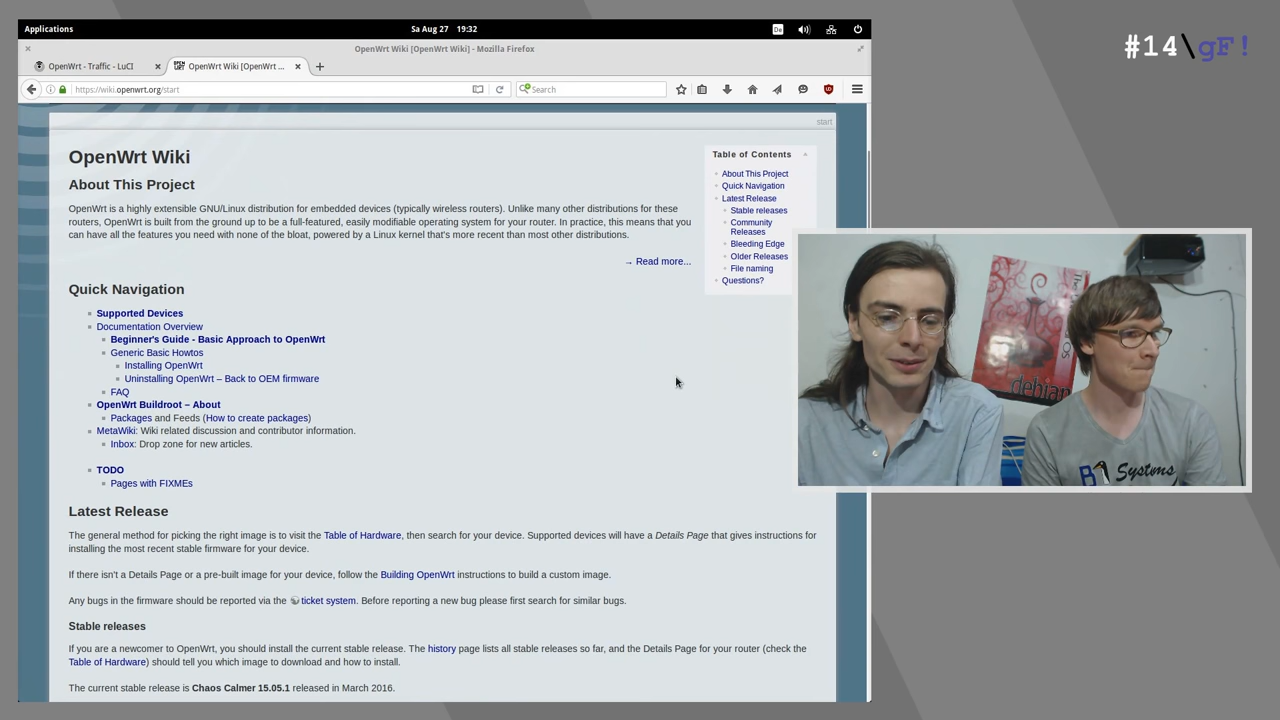 Applications
Sa Aug 27 19:32
De
#14\gF!
OpenWrt Wiki [OpenWrt Wiki] - Mozilla Firefox
OpenWrt - Traffic - LuCI
OpenWrt Wiki [OpenWrt ...
https://wiki.openwrt.org/start
Search
start
OpenWrt Wiki
About This Project
OpenWrt is a highly extensible GNU/Linux distribution for embedded devices (typically wireless routers). Unlike many other distributions for these
routers, OpenWrt is built from the ground up to be a full-featured, easily modifiable operating system for your router. In practice, this means that you
can have all the features you need with none of the bloat, powered by a Linux kernel that's more recent than most other distributions.
→ Read more...
Table of Contents
About This Project
Quick Navigation
Latest Release
Stable releases
Community
Releases
Bleeding Edge
Older Releases
File naming
Questions?
Quick Navigation
Supported Devices
Documentation Overview
Beginner's Guide - Basic Approach to OpenWrt
Generic Basic Howtos
Installing OpenWrt
Uninstalling OpenWrt – Back to OEM firmware
FAQ
OpenWrt Buildroot – About
Packages and Feeds (How to create packages)
MetaWiki: Wiki related discussion and contributor information.
Inbox: Drop zone for new articles.
TODO
Pages with FIXMEs
Latest Release
The general method for picking the right image is to visit the Table of Hardware, then search for your device. Supported devices will have a Details Page that gives instructions for
installing the most recent stable firmware for your device.
If there isn't a Details Page or a pre-built image for your device, follow the Building OpenWrt instructions to build a custom image.
Any bugs in the firmware should be reported via the ticket system. Before reporting a new bug please first search for similar bugs.
Stable releases
If you are a newcomer to OpenWrt, you should install the current stable release. The history page lists all stable releases so far, and the Details Page for your router (check the
Table of Hardware) should tell you which image to download and how to install.
The current stable release is Chaos Calmer 15.05.1 released in March 2016.
debian
B1 Systems